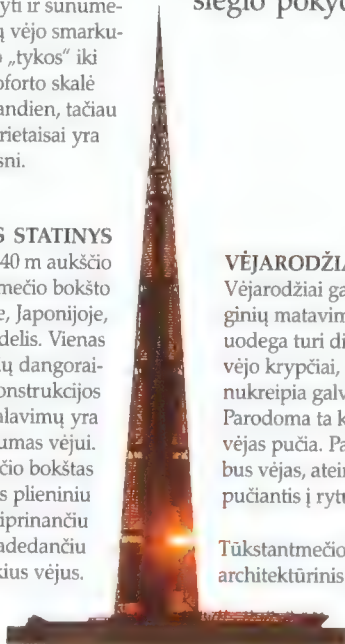 yti ir sunume-
ų vėjo smarku-
„tykos“ iki
oforto skalė
andien, tačiau
rietaisai yra
sni.
G STATINYS
40 m aukščio
mečio bokšto
e, Japonijoje,
delis. Vienas
ų dangorai-
onstrukcijos
alavimų yra
umas vėjui.
čio bokštas
s plieniniu
iprinančiu
adedančiu
kius vėjus.
slėgio pokyč
VĖJARODŽIA
Vėjarodžiai ga
ginių matavim
uodega turi di
vėjo krypčiai,
nukreipia galv
Parodoma ta k
vėjas pučia. Pa
bus vėjas, atein
pučiantis į rytu
Tūkstantmečio
architektūrinis